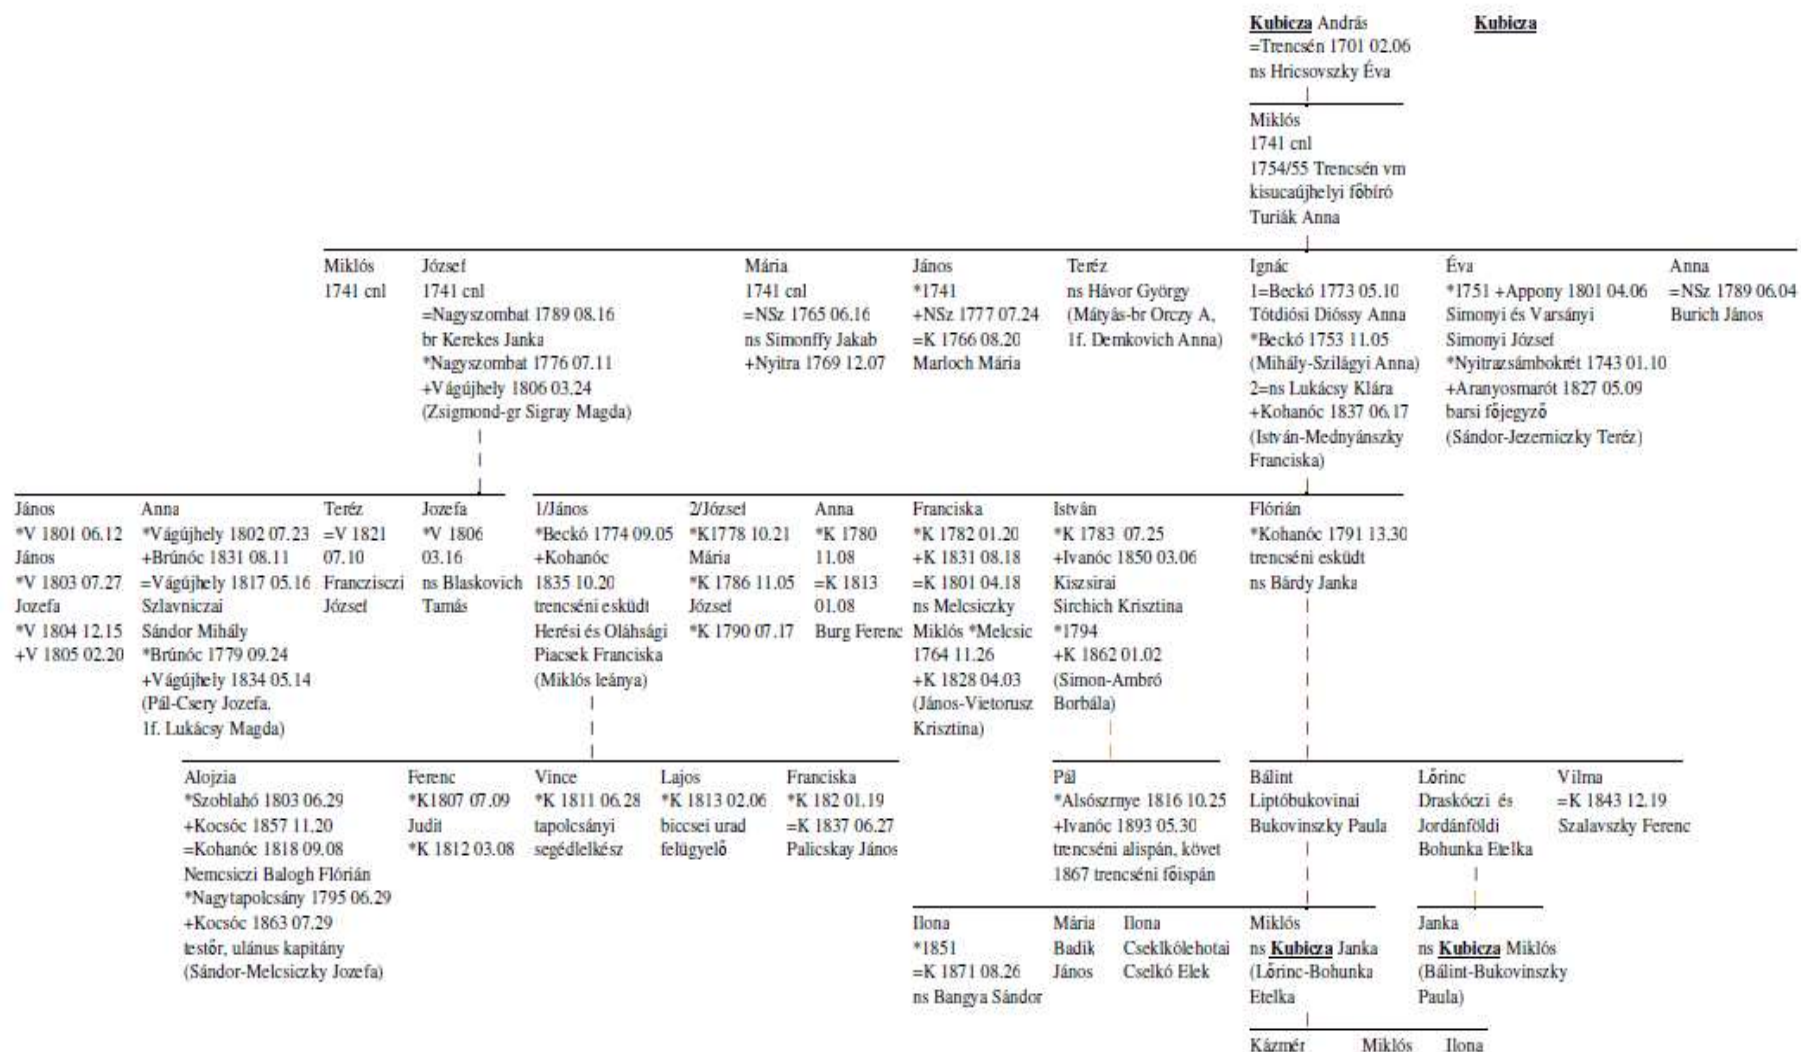 Kubicza András
=Trencsén 1701 02.06
ns Hricsovszky Éva
Kubicza
Miklós
1741 cnl
1754/55 Trencsén vm
kisucaújhelyi főbíró
Turiák Anna
Miklós
1741 cnl
József
1741 cnl
=Nagyszombat 1789 08.16
br Kerekes Janka
*Nagyszombat 1776 07.11
+Vágújhely 1806 03.24
(Zsigmond-gr Sigray Magda)
Mária
1741 cnl
=NSz 1765 06.16
ns Simonffy Jakab
+Nyitra 1769 12.07
János
*1741
+NSz 1777 07.24
=K 1766 08.20
Marloch Mária
Teréz
ns Hávor György
(Mátyás-br Orczy A,
1f. Demkovich Anna)
Ignác
1=Beckó 1773 05.10
Tótdiósi Dióssy Anna
*Beckó 1753 11.05
(Mihály-Szilágyi Anna)
2=ns Lukácsy Klára
+Kohanóc 1837 06.17
(István-Mednyánszky
Franciska)
Éva
*1751 +Appony 1801 04.06
Simonyi és Varsányi
Simonyi József
*Nyitrazsámbokrét 1743 01.10
+Aranyosmarót 1827 05.09
barsi főjegyző
(Sándor-Jezerniczky Teréz)
Anna
=NSz 1789 06.04
Burich János
János
*V 1801 06.12
János
*V 1803 07.27
Jozefa
*V 1804 12.15
+V 1805 02.20
Anna
*Vágújhely 1802 07.23
+Brúnóc 1831 08.11
=Vágújhely 1817 05.16
Szlavniczai
Sándor Mihály
*Brúnóc 1779 09.24
+Vágújhely 1834 05.14
(Pál-Csery Jozefa,
1f. Lukácsy Magda)
Teréz
=V 1821
07.10
Franczisczi
József
Jozefa
*V 1806
03.16
ns Blaskovich
Tamás
1/János
*Beckó 1774 09.05
+Kohanóc
1835 10.20
trencséni esküdt
Herési és Oláhsági
Piacsek Franciska
(Miklós leánya)
2/József
*K1778 10.21
Mária
*K 1786 11.05
József
*K 1790 07.17
Anna
*K 1780
11.08
=K 1813
01.08
Burg Ferenc
Franciska
*K 1782 01.20
+K 1831 08.18
=K 1801 04.18
ns Melcsiczky
Miklós *Melcsic
1764 11.26
+K 1828 04.03
(János-Vietorusz
Krisztina)
István
*K 1783 07.25
+Ivanóc 1850 03.06
Kiszsirai
Sirchich Krisztina
*1794
+K 1862 01.02
(Simon-Ambró
Borbála)
Flórián
*Kohanóc 1791 13.30
trencséni esküdt
ns Bárdy Janka
Alojzia
*Szoblahó 1803 06.29
+Kocsóc 1857 11.20
=Kohanóc 1818 09.08
Nemcsiczi Balogh Flórián
*Nagytapolcsány 1795 06.29
+Kocsóc 1863 07.29
testőr, ulánus kapitány
(Sándor-Melcsiczky Jozefa)
Ferenc
*K1807 07.09
Judit
*K 1812 03.08
Vince
*K 1811 06.28
tapolcsányi
segédlelkész
Lajos
*K 1813 02.06
biccsei urad
felügyelő
Franciska
*K 182 01.19
=K 1837 06.27
Palicskay János
Pál
*Alsószrnye 1816 10.25
+Ivanóc 1893 05.30
trencséni alispán, követ
1867 trencséni főispán
Bálint
Liptóbukovinai
Bukovinszky Paula
Lőrinc
Draskóczi és
Jordánföldi
Bohunka Etelka
Vilma
=K 1843 12.19
Szalavszky Ferenc
Ilona
*1851
=K 1871 08.26
ns Bangya Sándor
Mária
Badik
János
Ilona
Cseklkólehotai
Cselkó Elek
Miklós
ns Kubicza Janka
(Lőrinc-Bohunka
Etelka
Janka
ns Kubicza Miklós
(Bálint-Bukovinszky
Paula)
Kázmér
Miklós
Ilona